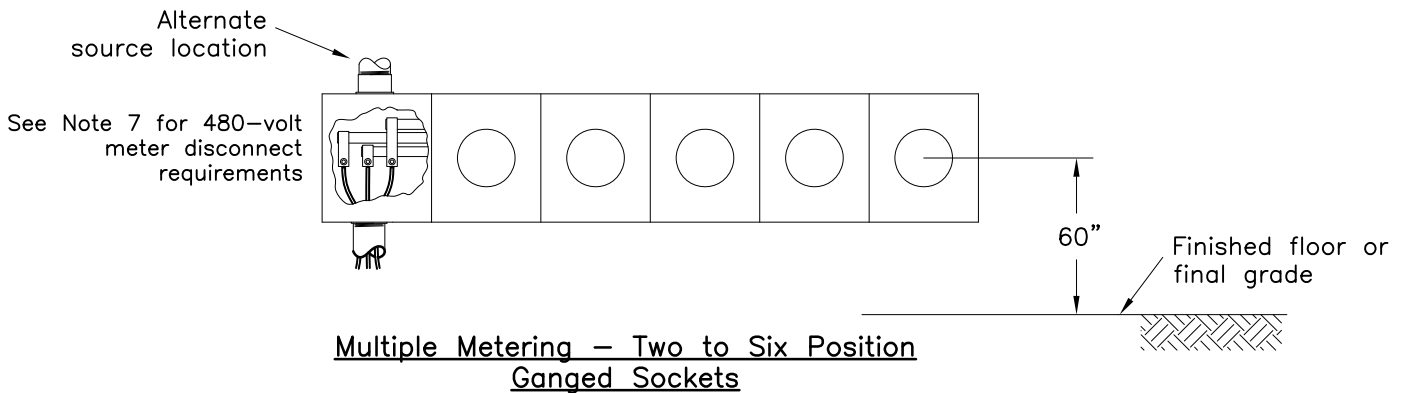 Alternate
source location
See Note 7 for 480–volt
meter disconnect
requirements
60”
Finished floor or
final grade
Multiple Metering – Two to Six Position
Ganged Sockets